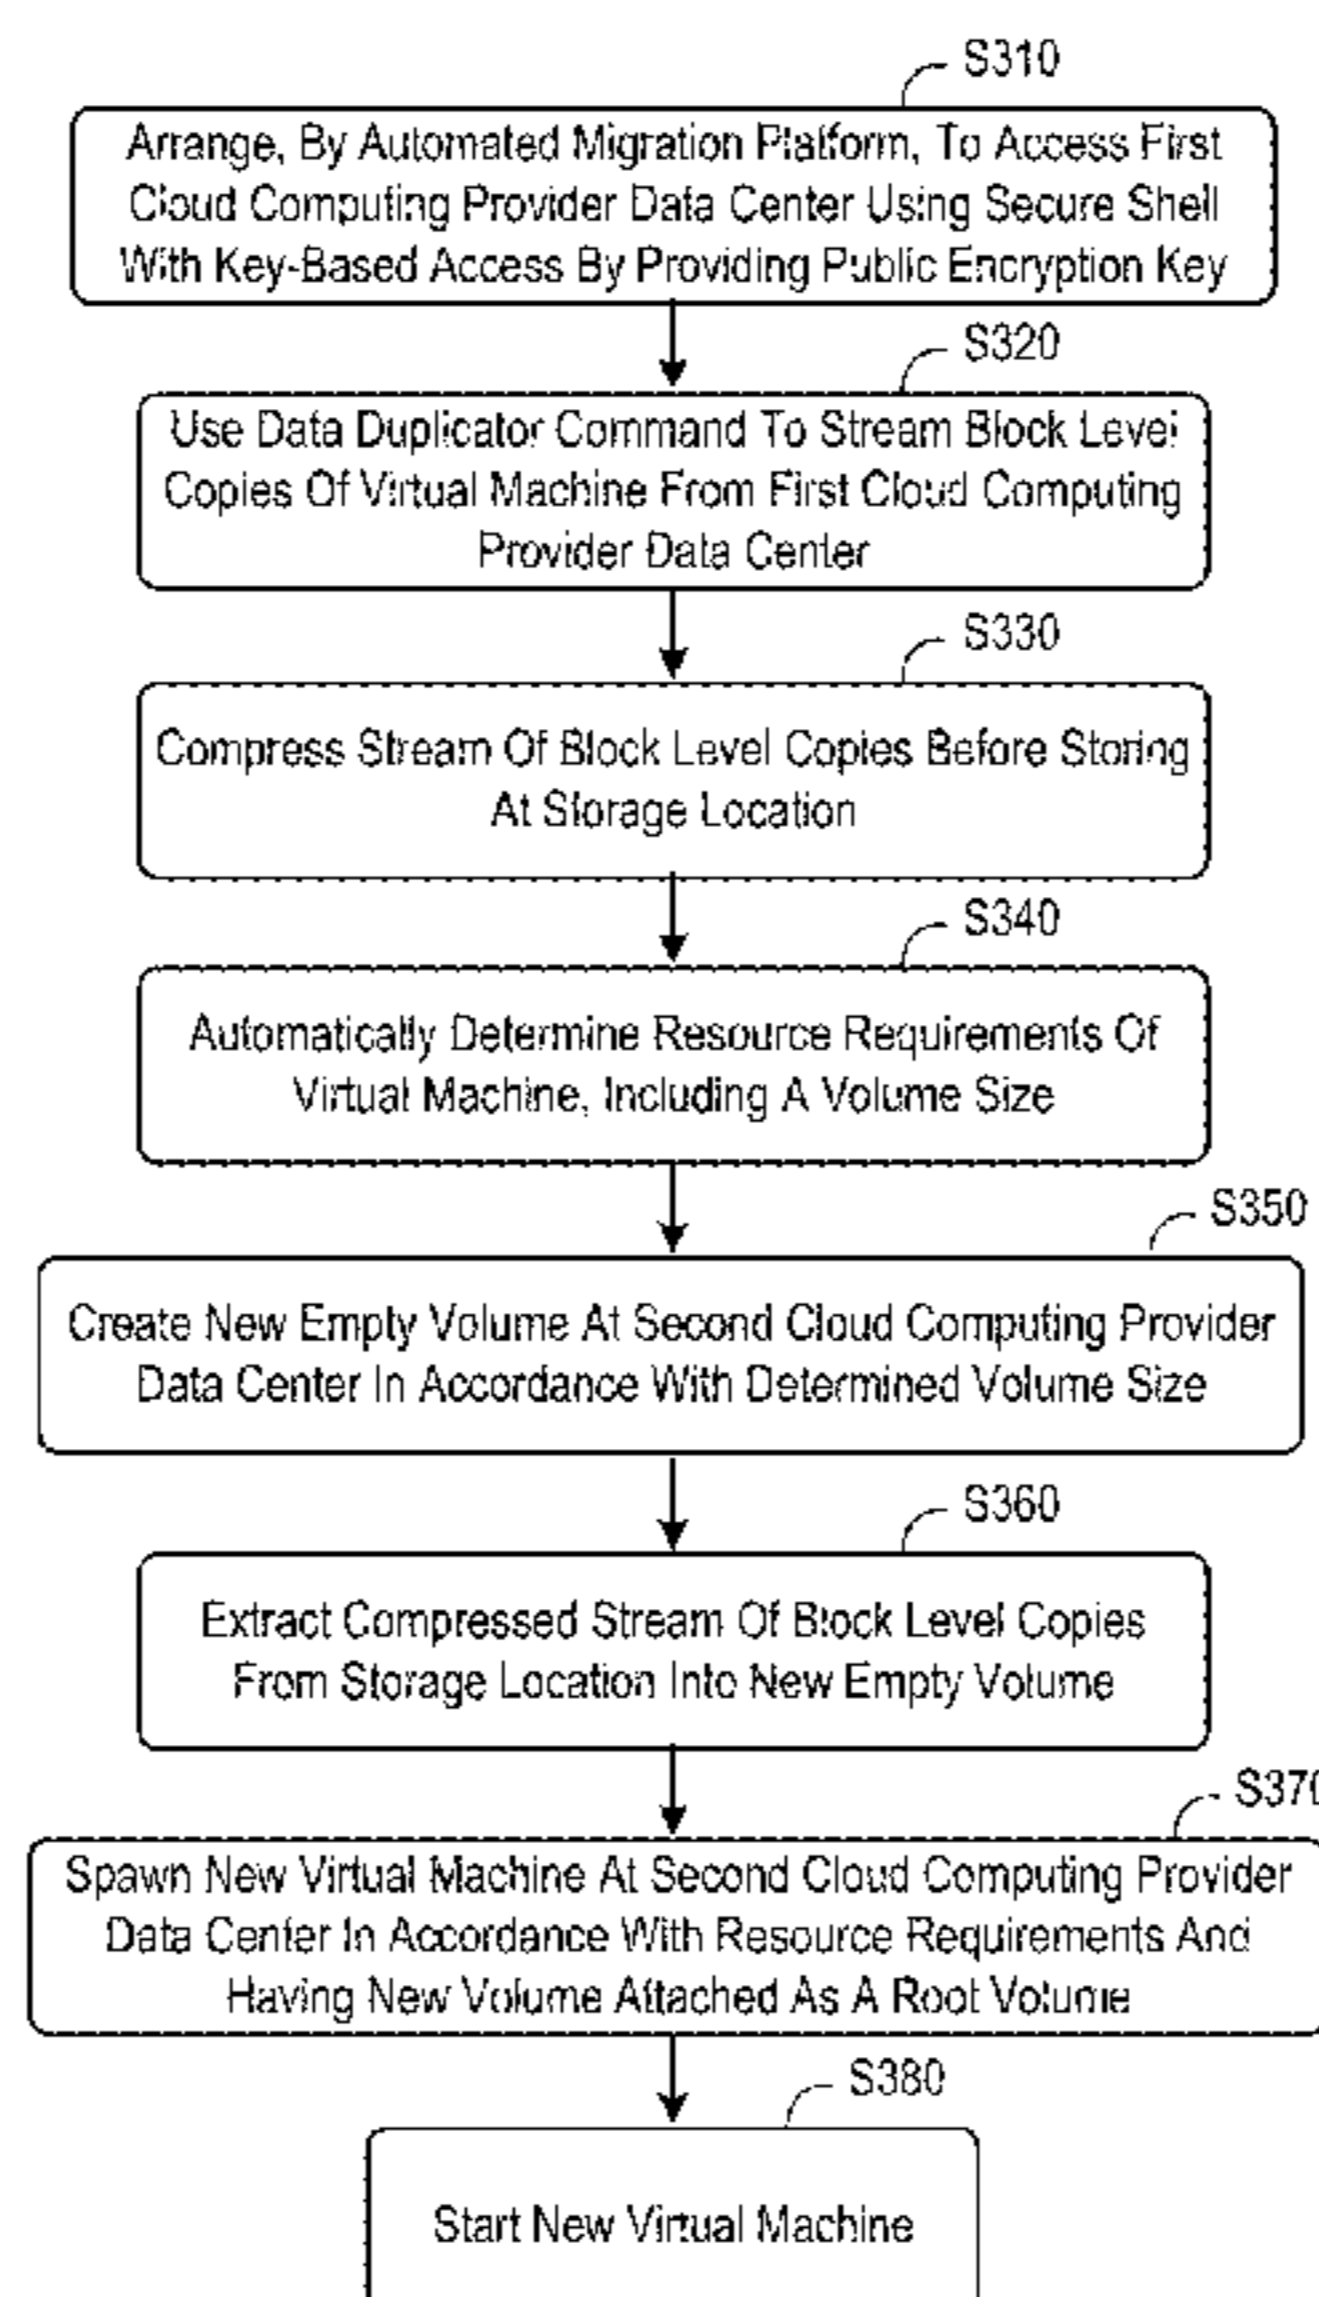 S310
Arrange, By Automated Migration Platform, To Access First
Cloud Computing Provider Data Center Using Secure Shell
With Key-Based Access By Providing Public Encryption Key
S320
Use Data Duplicator Command To Stream Block Level
Copies Of Virtual Machine From First Cloud Computing
Provider Data Center
S330
Compress Stream Of Block Level Copies Before Storing
At Storage Location
S340
Automatically Determine Resource Requirements Of
Virtual Machine, Including A Volume Size
S350
Create New Empty Volume At Second Cloud Computing Provider
Data Center In Accordance With Determined Volume Size
S360
Extract Compressed Stream Of Block Level Copies
From Storage Location Into New Empty Volume
S370
Spawn New Virtual Machine At Second Cloud Computing Provider
Data Center In Accordance With Resource Requirements And
Having New Volume Attached As A Root Volume
S380
Start New Virtual Machine